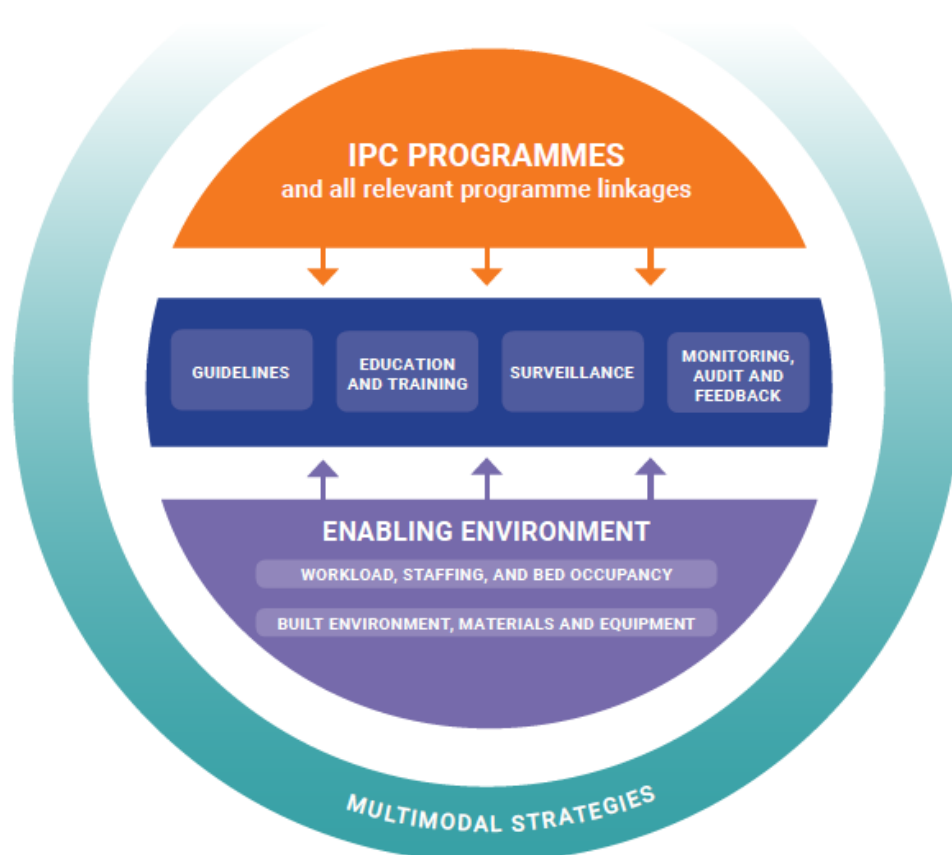 IPC PROGRAMMES
and all relevant programme linkages
GUIDELINES
EDUCATION
AND TRAINING
SURVEILLANCE
MONITORING,
AUDIT AND
FEEDBACK
ENABLING ENVIRONMENT
WORKLOAD, STAFFING, AND BED OCCUPANCY
BUILT ENVIRONMENT, MATERIALS AND EQUIPMENT
MULTIMODAL STRATEGIES